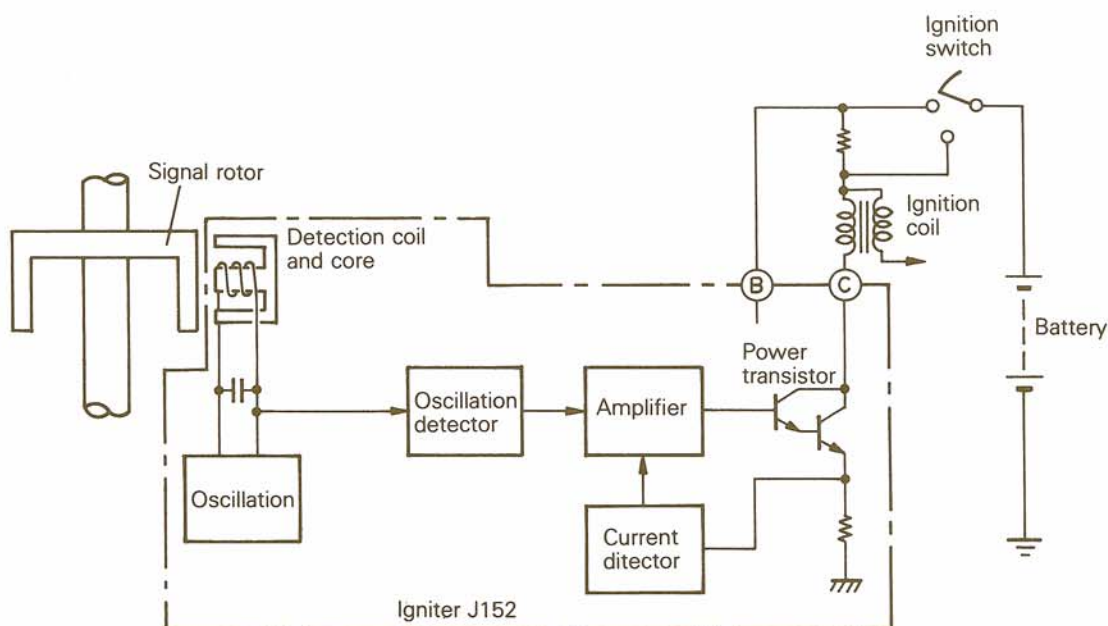 Ignition
switch
Signal rotor
Detection coil
and core
Ignition
coil
B
C
Battery
Power
transistor
Oscillation
detector
Amplifier
Oscillation
Current
ditector
Igniter J152